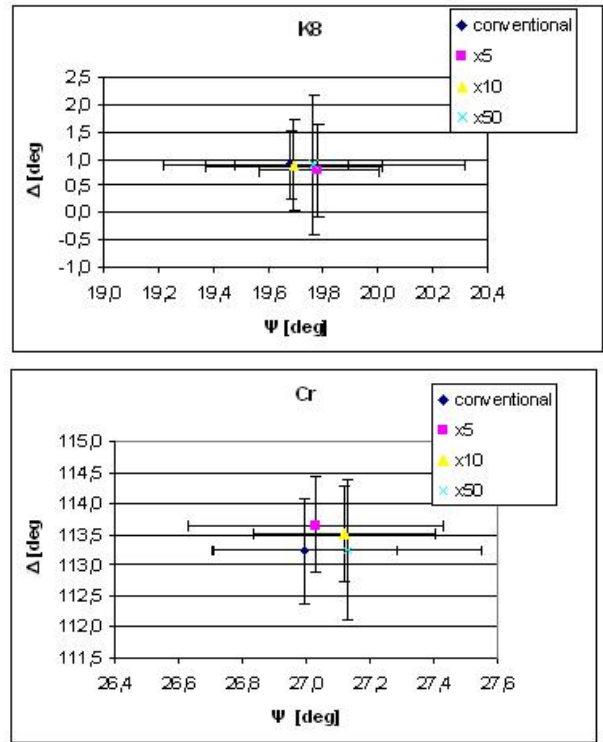 K8
conventional
x5
x10
x50
2,5
2,0
1,5
1,0
0,5
0,0
-0,5
-1,0
Δ [deg
19,0 19,2 19,4 19,6 19,8 20,0 20,2 20,4
Ψ [deg]
Cr
conventional
x5
x10
x50
115,0
114,5
114,0
113,5
113,0
112,5
112,0
111,5
Δ [deg
26,4 26,6 26,8 27,0 27,2 27,4 27,6
Ψ [deg]